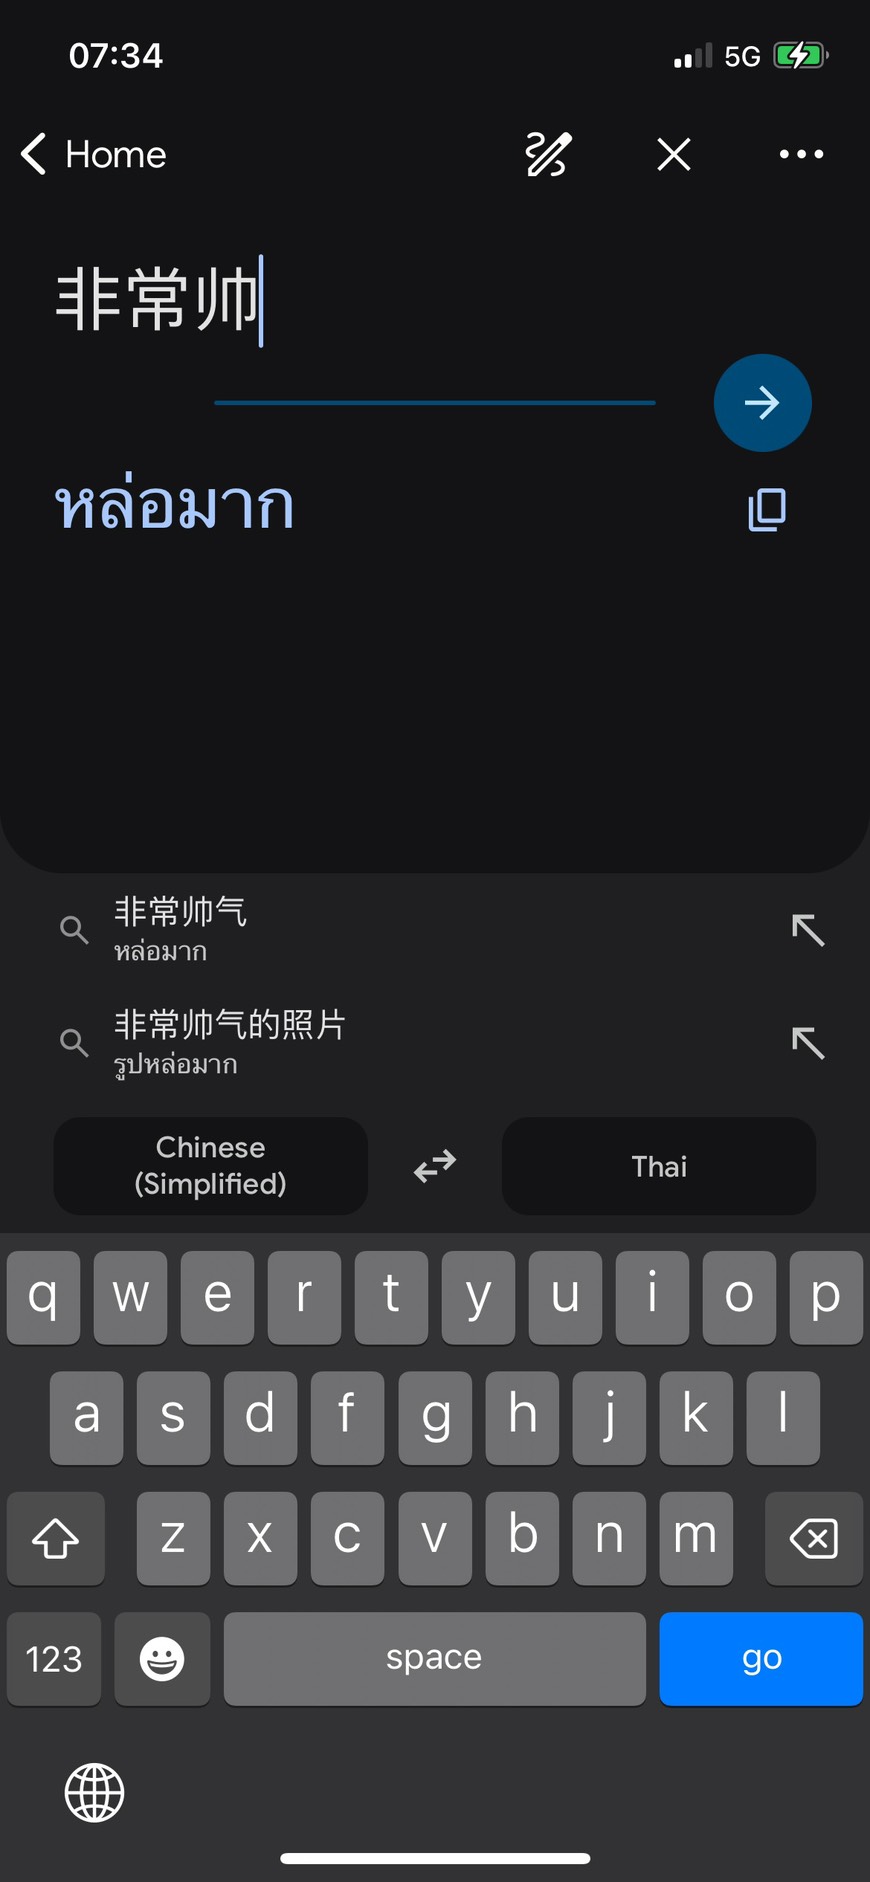 07:34
5G
Home
非常帅
หล่อมาก
非常帅气
หล่อมาก
非常帅气的照片
รูปหล่อมาก
Chinese
(Simplified)
Thai
q w e r t y u i o p
a s d f g h j k l
z x c v b n m
123
space
go